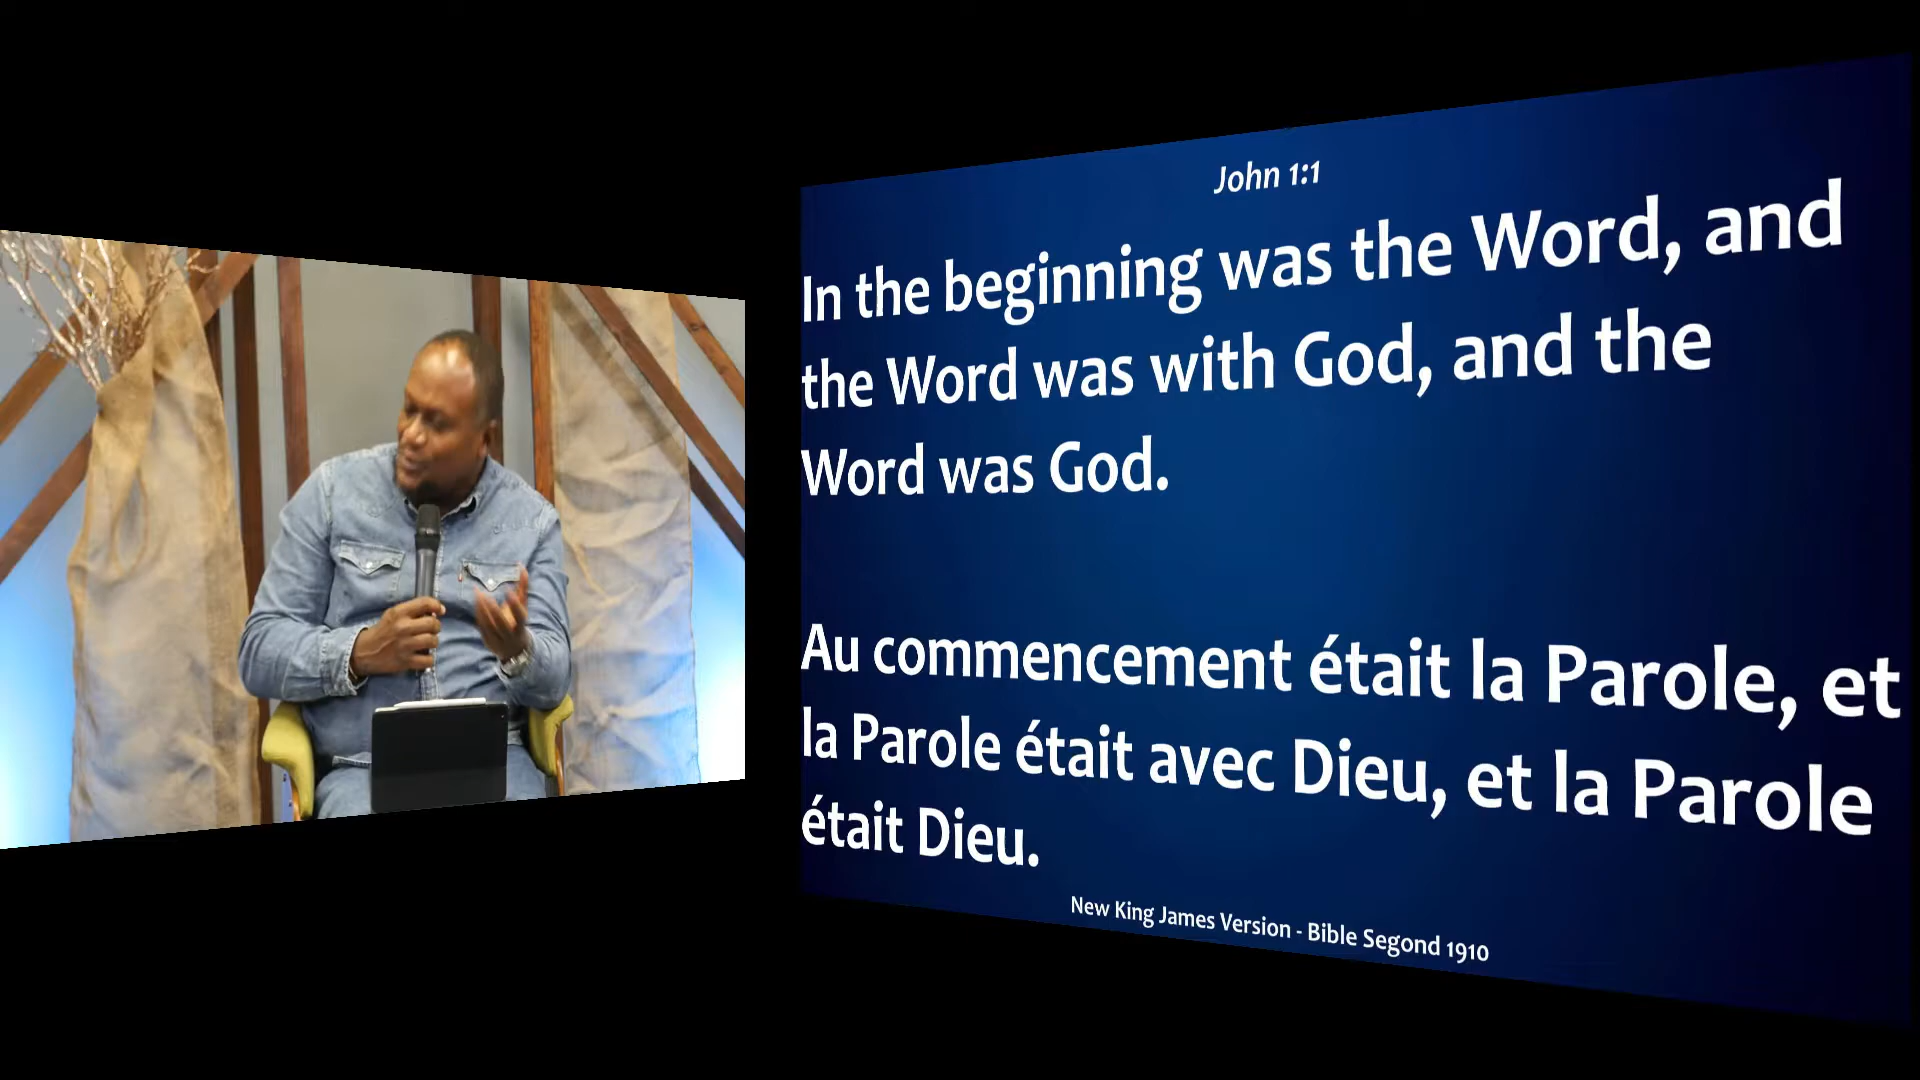 John 1:1
In the beginning was the Word, and
the Word was with God, and the
Word was God.
Au commencement était la Parole, et
la Parole était avec Dieu, et la Parole
était Dieu.
New King James Version - Bible Segond 1910